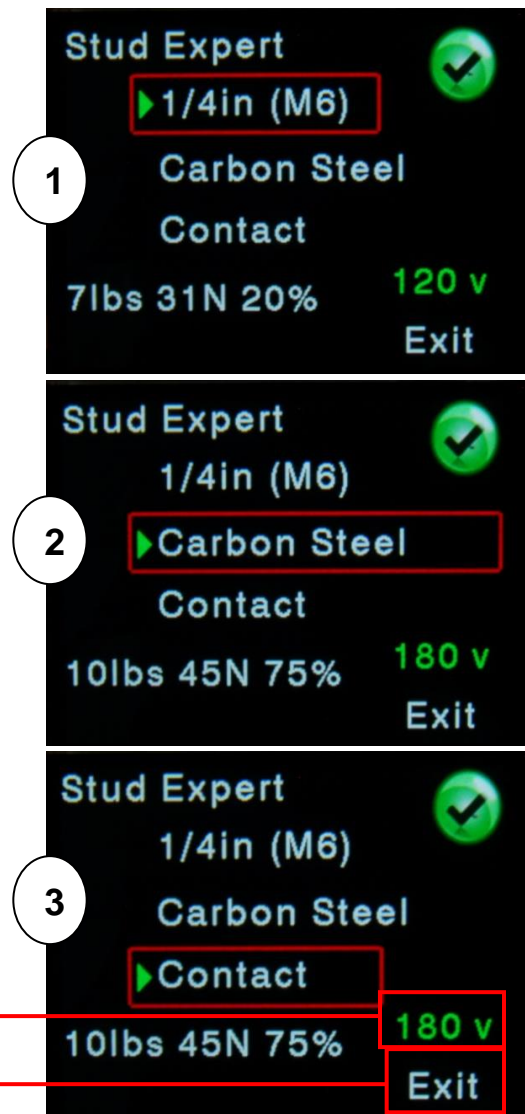 Stud Expert
1/4in (M6)
1
Carbon Steel
Contact
7lbs 31N 20%
120 v
Exit
Stud Expert
1/4in (M6)
2
Carbon Steel
Contact
10lbs 45N 75%
180 v
Exit
Stud Expert
1/4in (M6)
3
Carbon Steel
Contact
10lbs 45N 75%
180 v
Exit